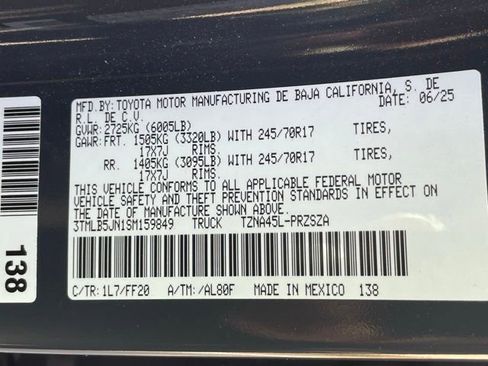 MFD.BY: TOYOTA MOTOR MANUFACTURING DE BAJA CALIFORNIA, S. DE
R.L. DE C.V. DATE: 06/25
GVWR: 2725KG (6005LB)
GAWR: FRT. 1505KG (3320LB) WITH 245/70R17 TIRES,
17X7J RIMS.
RR. 1405KG (3095LB) WITH 245/70R17 TIRES,
17X7J RIMS.
THIS VEHICLE CONFORMS TO ALL APPLICABLE FEDERAL MOTOR
VEHICLE SAFETY AND THEFT PREVENTION STANDARDS IN EFFECT ON
THE DATE OF MANUFACTURE SHOWN ABOVE.
3TMLB5JN1SM159849 TRUCK TZNA45L-PRZSZA
C/TR: 1L7/FF20 A/TM: /AL80F MADE IN MEXICO 138
138